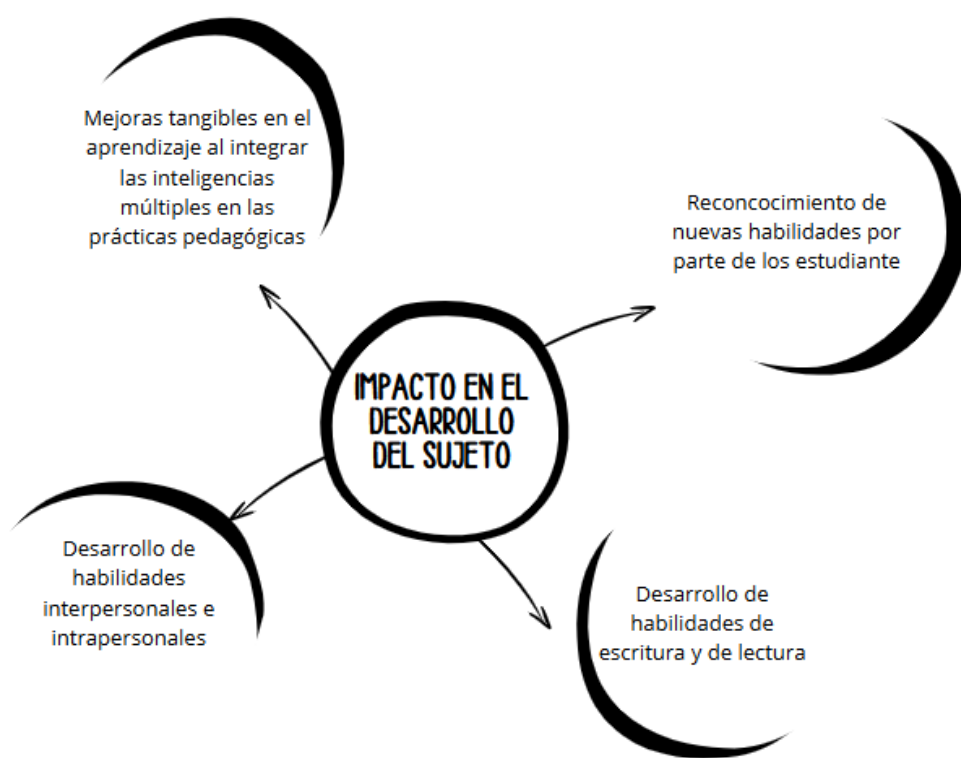 Mejoras tangibles en el
aprendizaje al integrar
las inteligencias
múltiples en las
prácticas pedagógicas
Reconcocimiento de
nuevas habilidades por
parte de los estudiante
IMPACTO EN EL
DESARROLLO
DEL SUJETO
Desarrollo de
habilidades
interpersonales e
intrapersonales
Desarrollo de
habilidades de
escritura y de lectura